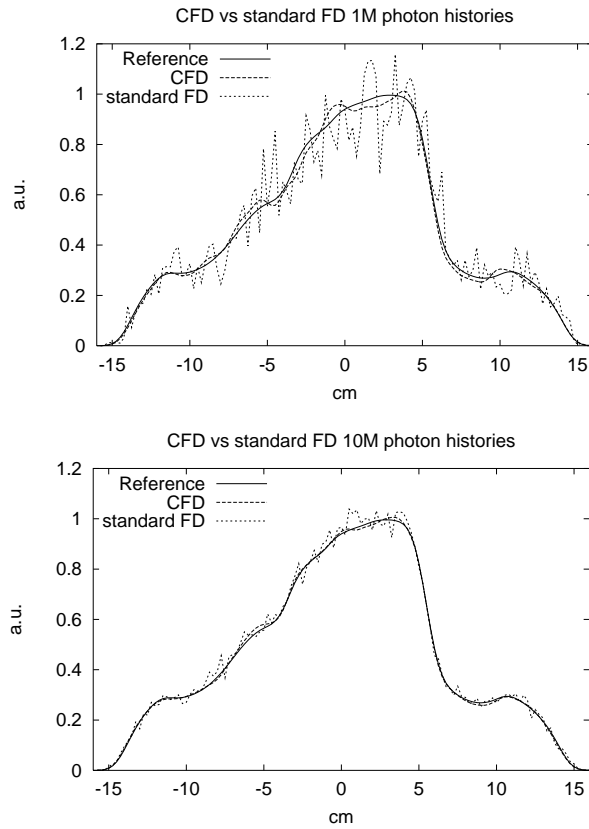 CFD vs standard FD 1M photon histories
1.2
Reference
CFD
standard FD
1
0.8
0.6
0.4
0.2
0
a.u.
-15 -10 -5 0 5 10 15
cm
CFD vs standard FD 10M photon histories
1.2
Reference
CFD
standard FD
1
0.8
0.6
0.4
0.2
0
a.u.
-15 -10 -5 0 5 10 15
cm